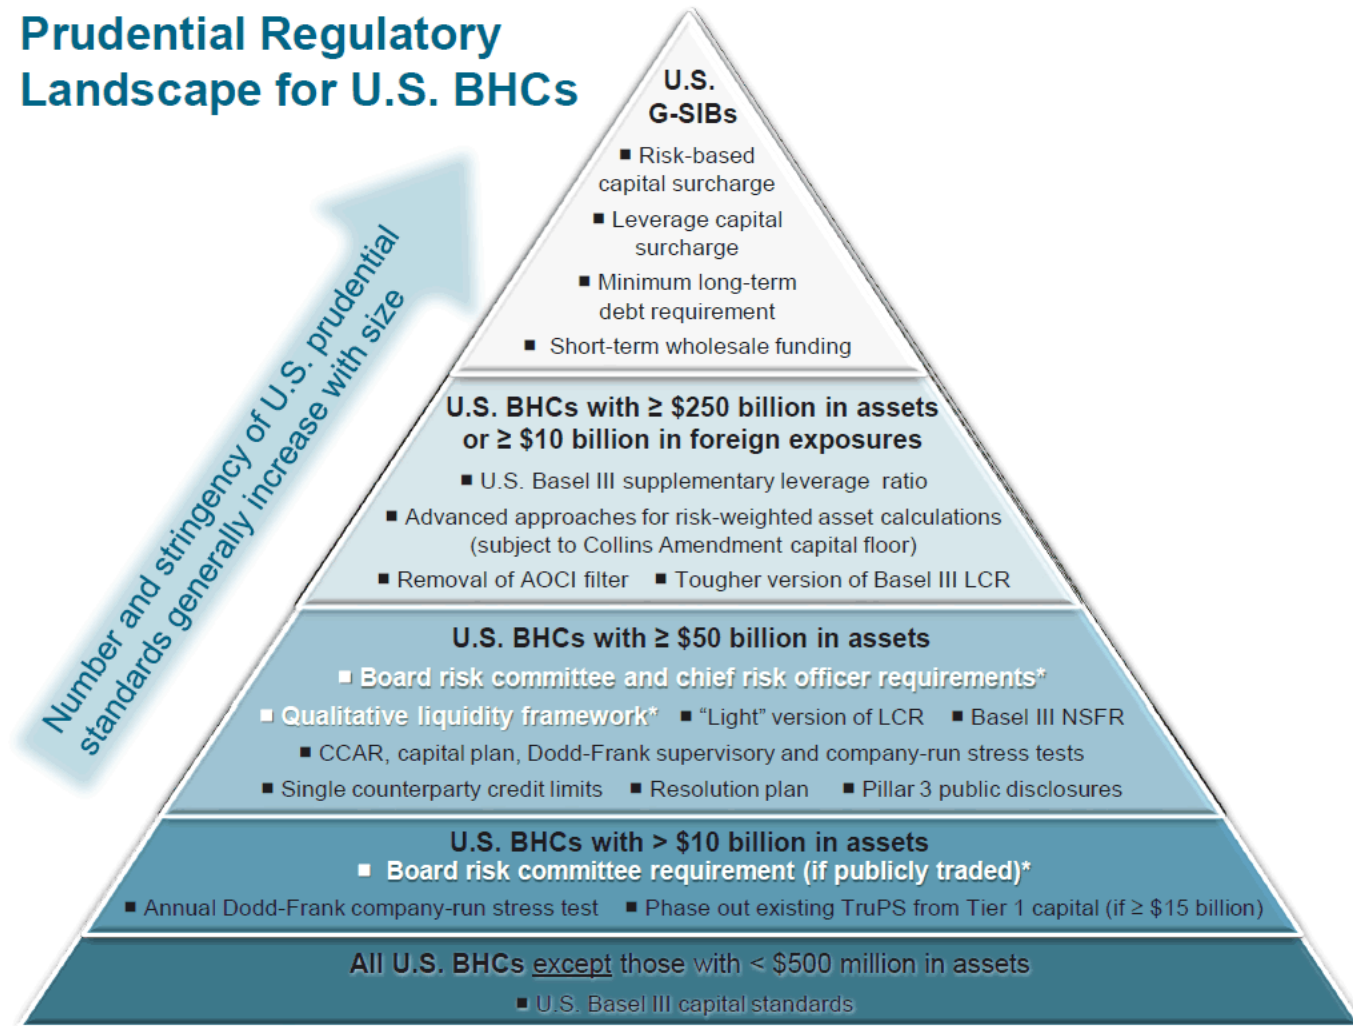 Prudential Regulatory
Landscape for U.S. BHCs
Number and stringency of U.S. prudential
standards generally increase with size
U.S.
G-SIBs
■ Risk-based
capital surcharge
■ Leverage capital
surcharge
■ Minimum long-term
debt requirement
■ Short-term wholesale funding
U.S. BHCs with ≥ $250 billion in assets
or ≥ $10 billion in foreign exposures
■ U.S. Basel III supplementary leverage ratio
■ Advanced approaches for risk-weighted asset calculations
(subject to Collins Amendment capital floor)
■ Removal of AOCI filter ■ Tougher version of Basel III LCR
U.S. BHCs with ≥ $50 billion in assets
■ Board risk committee and chief risk officer requirements*
■ Qualitative liquidity framework* ■ “Light” version of LCR ■ Basel III NSFR
■ CCAR, capital plan, Dodd-Frank supervisory and company-run stress tests
■ Single counterparty credit limits ■ Resolution plan ■ Pillar 3 public disclosures
U.S. BHCs with > $10 billion in assets
■ Board risk committee requirement (if publicly traded)*
■ Annual Dodd-Frank company-run stress test ■ Phase out existing TruPS from Tier 1 capital (if ≥ $15 billion)
All U.S. BHCs except those with < $500 million in assets
■ U.S. Basel III capital standards